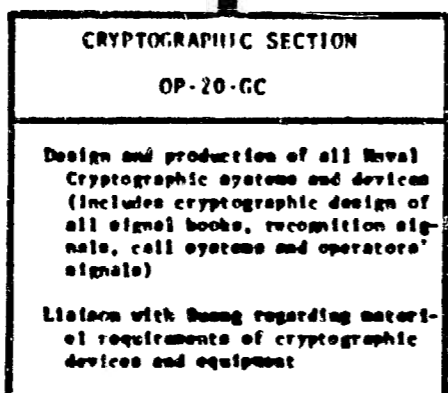 CRYPTOGRAPHIC SECTION
OP-20-GC
Design and production of all Naval
Cryptographic systems and devices
(includes cryptographic design of
all signal books, recognition sig-
nals, call systems and operators'
signals)
Liaison with regarding materi-
el requirements of cryptographic
devices and equipment